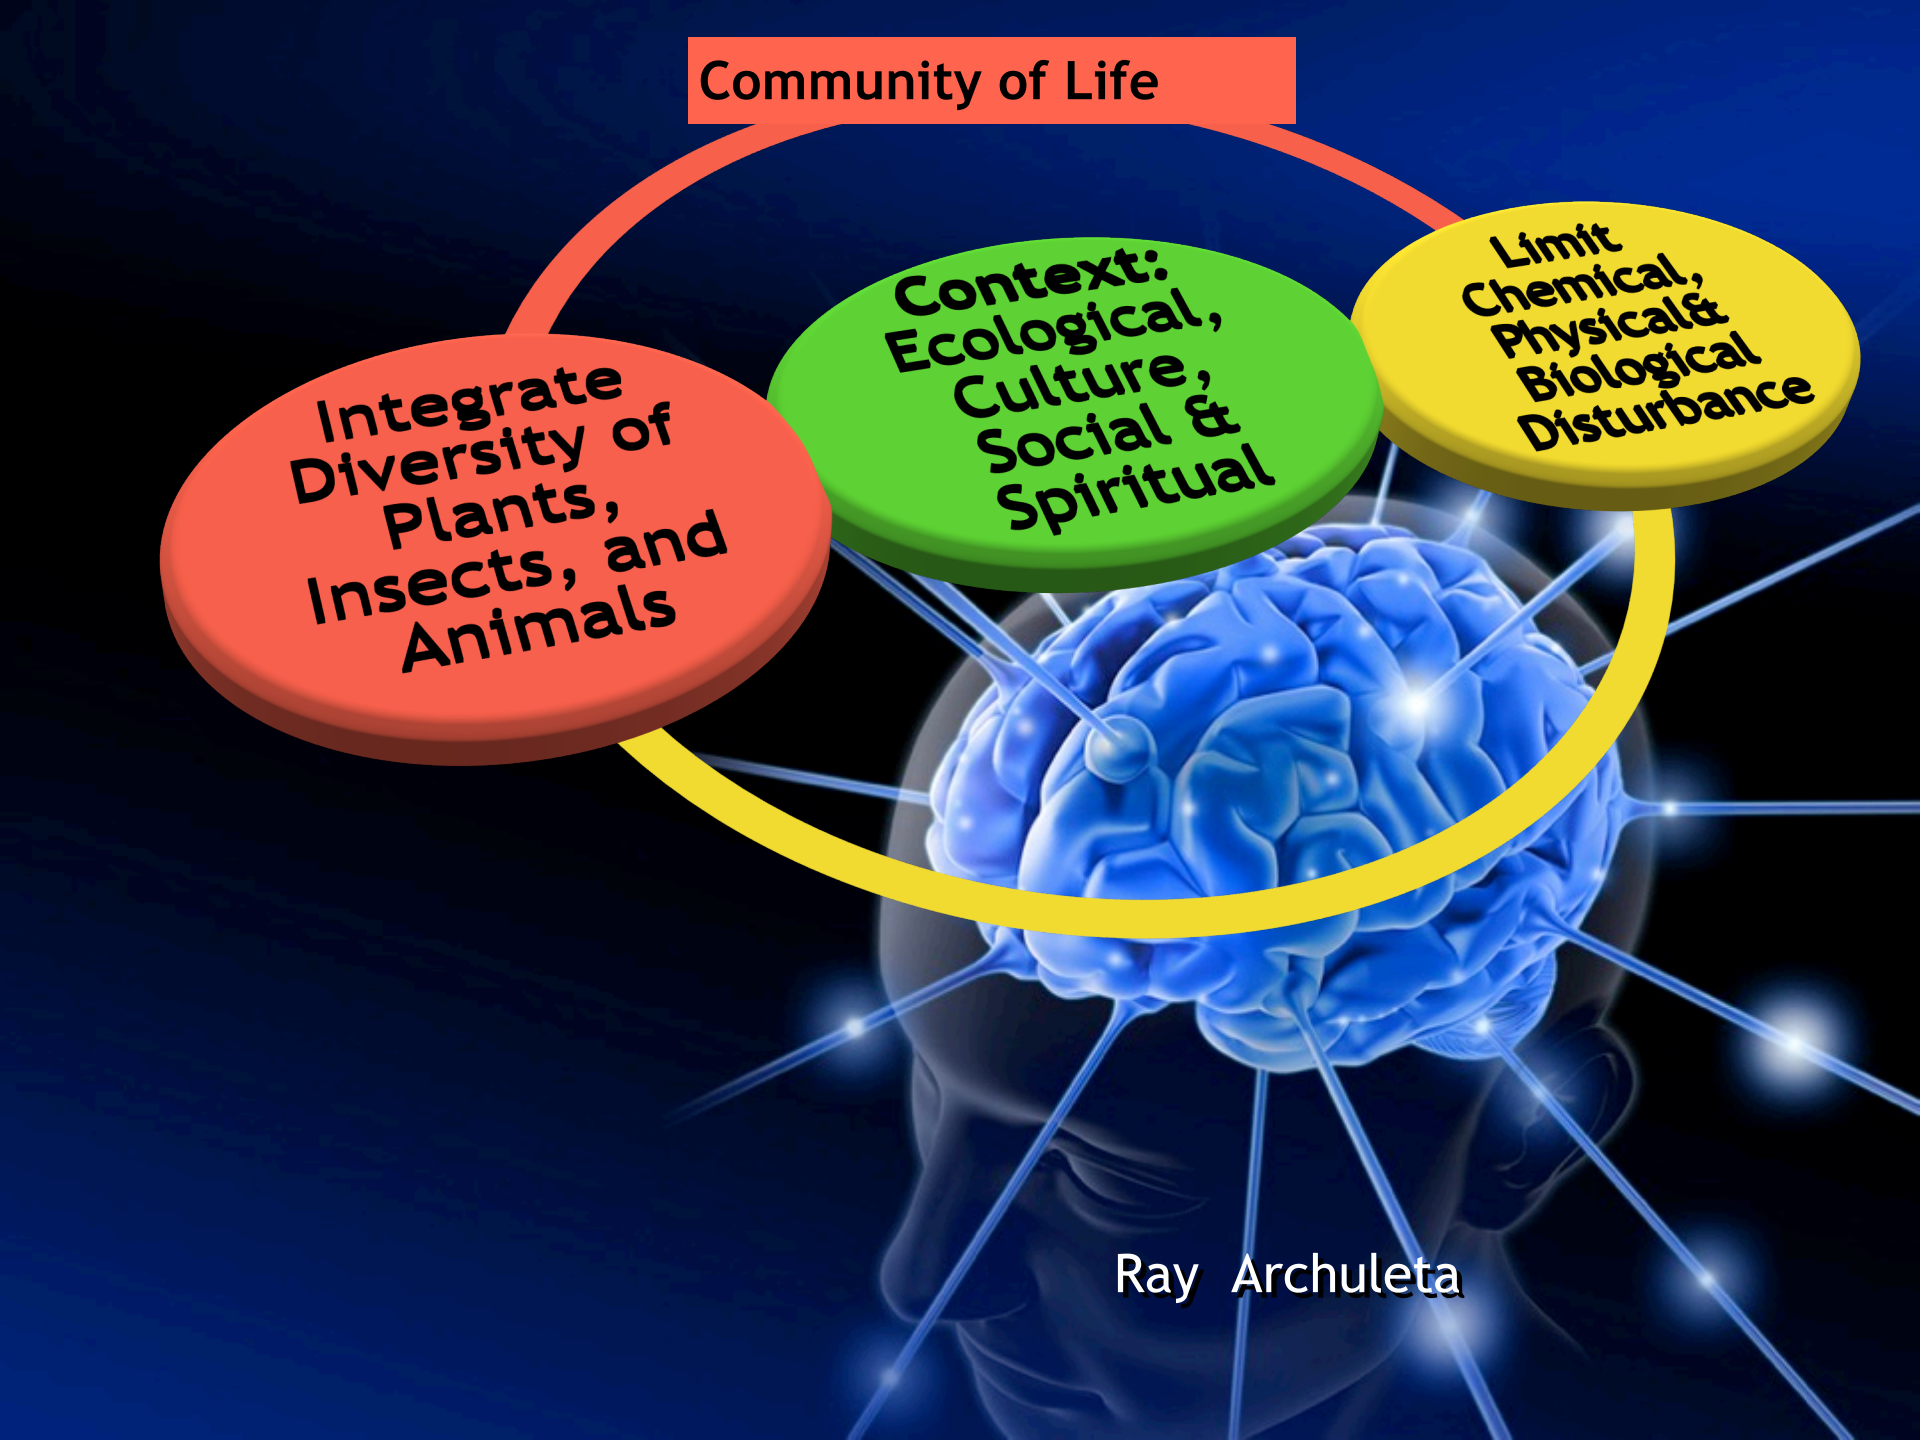 Community of Life
Integrate
Diversity of
Plants,
Insects, and
Animals
Context:
Ecological,
Culture,
Social &
Spiritual
Limit
Chemical,
Physical&
Biological
Disturbance
Ray Archuleta